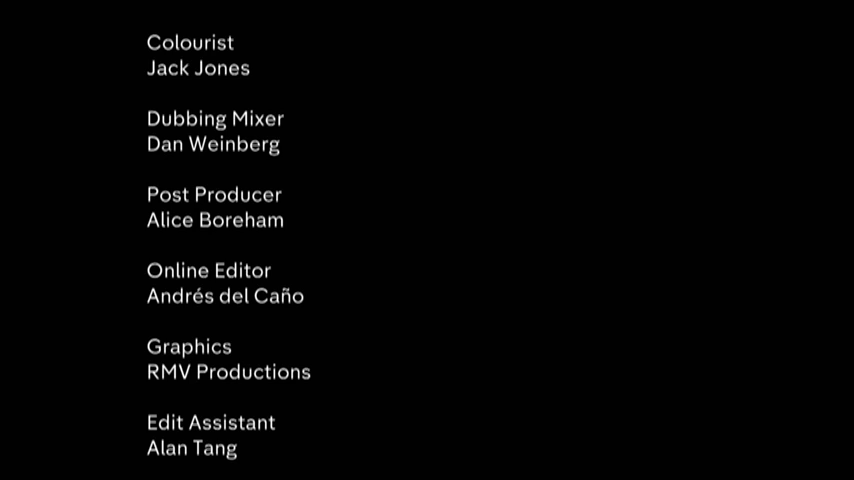 Colourist
Jack Jones
Dubbing Mixer
Dan Weinberg
Post Producer
Alice Boreham
Online Editor
Andrés del Caño
Graphics
RMV Productions
Edit Assistant
Alan Tang